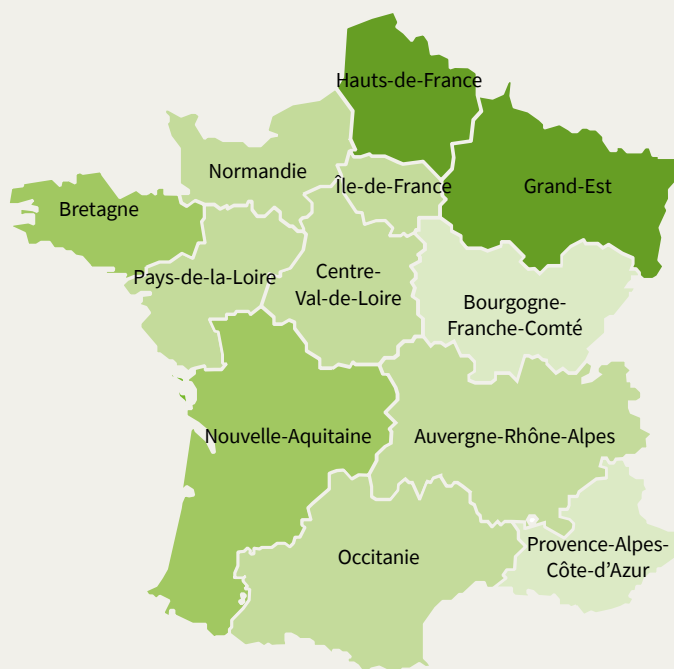 Hauts-de-France
Normandie
Île-de-France
Grand-Est
Bretagne
Pays-de-la-Loire
Centre-
Val-de-Loire
Bourgogne-
Franche-Comté
Nouvelle-Aquitaine
Auvergne-Rhône-Alpes
Occitanie
Provence-Alpes-
Côte-d’Azur